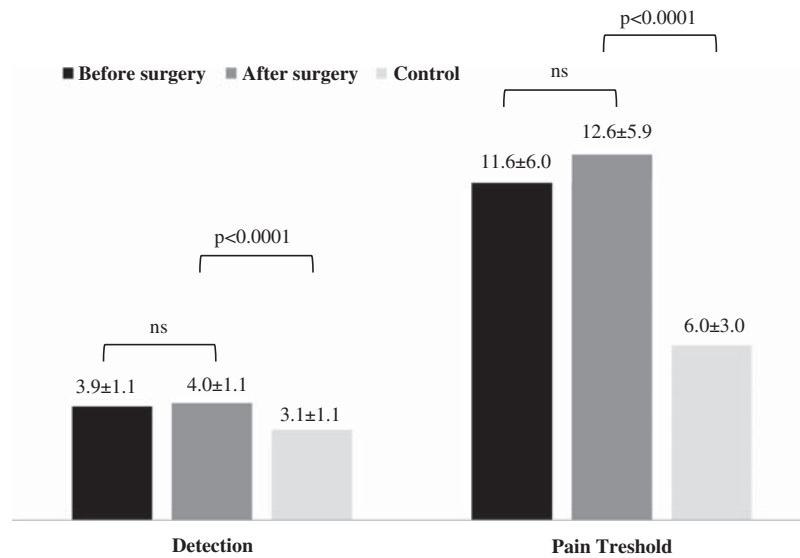 p<0.0001
Before surgery After surgery Control
ns
12.6±5.9
11.6±6.0
p<0.0001
6.0±3.0
ns
3.9±1.1
4.0±1.1
3.1±1.1
Detection
Pain Treshold